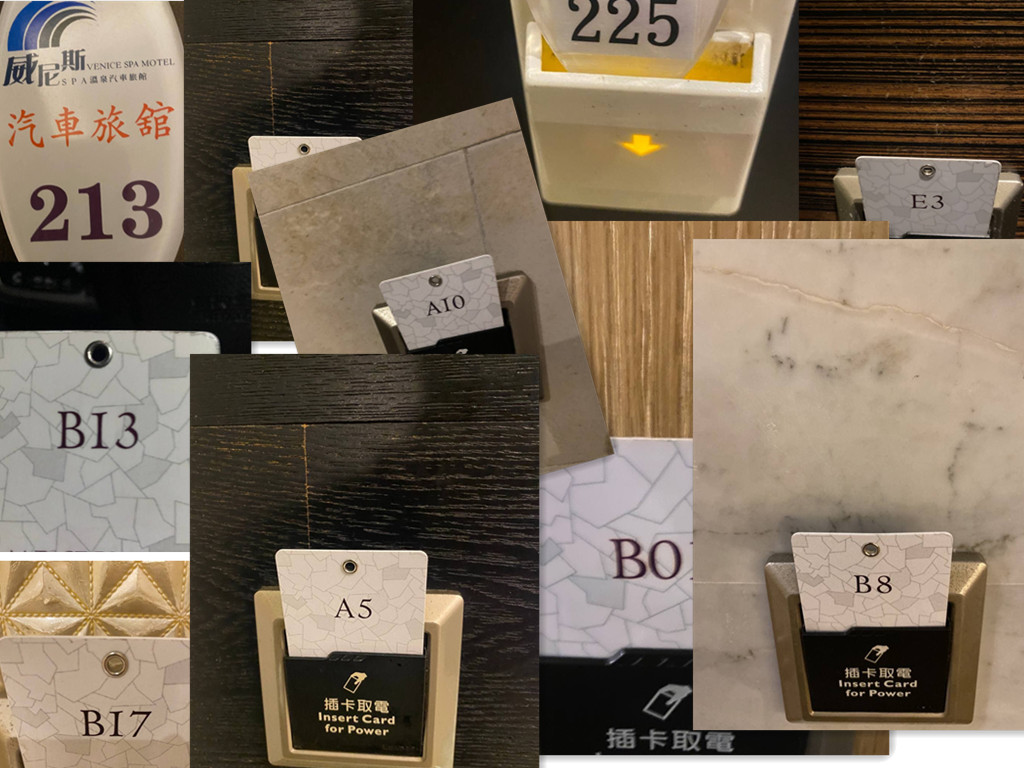 威尼斯 VENICE SPA MOTEL
SPA溫泉汽車旅館
汽車旅舘
213
225
E3
A10
B13
A5
插卡取電
Insert Card
for Power
B0
插卡取電
B8
插卡取電
Insert Card
for Power
B17